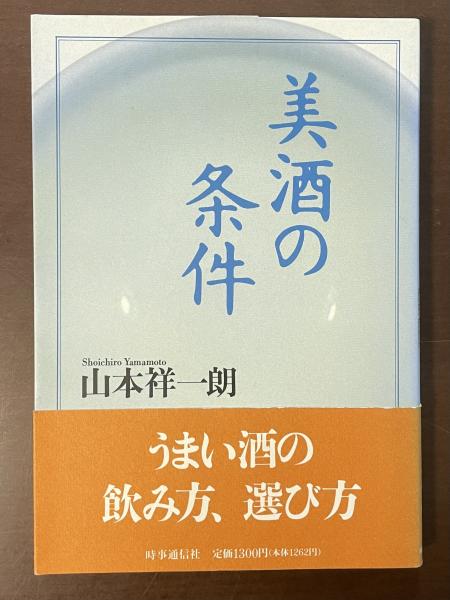 美酒の
条件
Shoichiro Yamamoto
山本祥一朗
うまい酒の
飲み方、選び方
時事通信社 定価1300円(本体1262円)